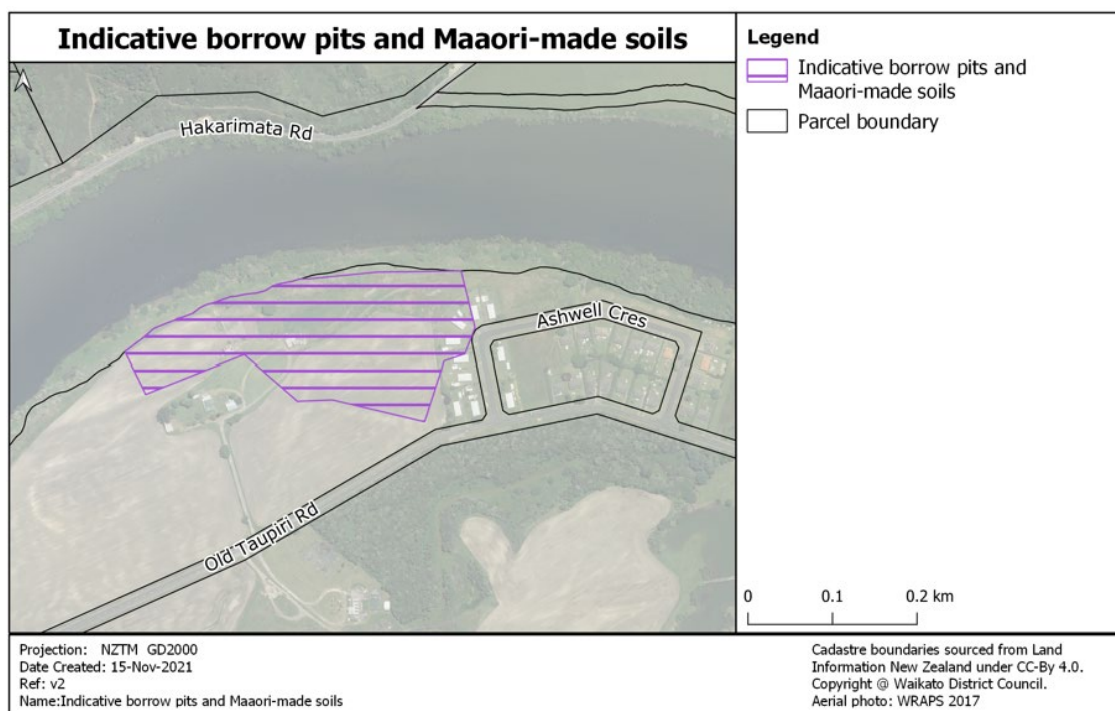 Indicative borrow pits and Maaori-made soils
Legend
Indicative borrow pits and
Maaori-made soils
Parcel boundary
Hakarimata Rd
Ashwell Cres
Old Taupiri Rd
0 0.1 0.2 km
Projection: NZTM GD2000
Date Created: 15-Nov-2021
Ref: v2
Name:Indicative borrow pits and Maaori-made soils
Cadastre boundaries sourced from Land
Information New Zealand under CC-By 4.0.
Copyright @ Waikato District Council.
Aerial photo: WRAPS 2017